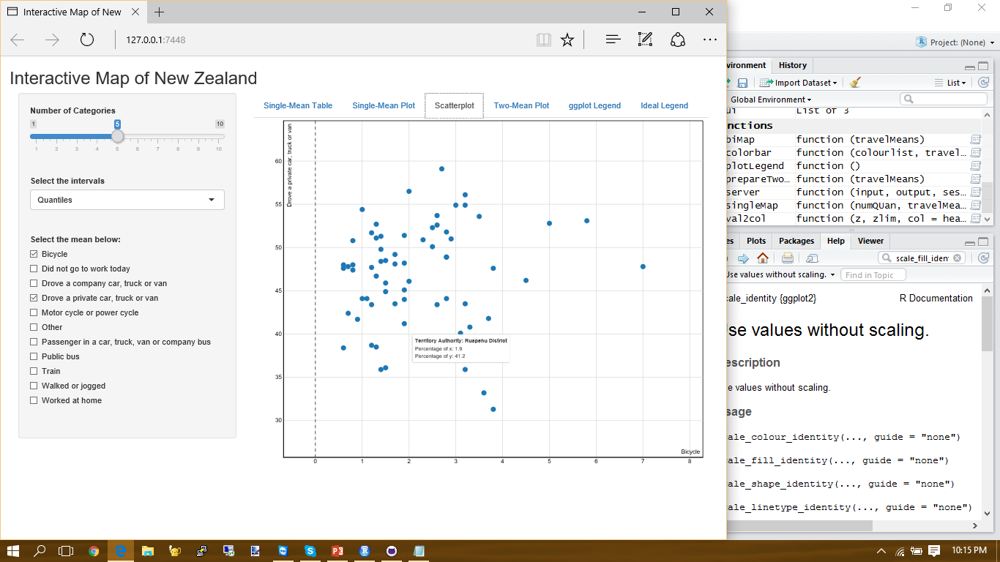 Interactive Map of New
127.0.0.1:7448
Interactive Map of New Zealand
Number of Categories
1
5
10
1 2 3 4 5 6 7 8 9 10
Select the intervals
Quantiles
Select the mean below:
Bicycle
Did not go to work today
Drove a company car, truck or van
Drove a private car, truck or van
Motor cycle or power cycle
Other
Passenger in a car, truck, van or company bus
Public bus
Train
Walked or jogged
Worked at home
Single-Mean Table
Single-Mean Plot
Scatterplot
Two-Mean Plot
ggplot Legend
Ideal Legend
Drove a private car, truck or van
60
55
50
45
40
35
30
Territory Authority: Ruapehu District
Percentage of x: 1.9
Percentage of y: 41.2
Bicycle
0 1 2 3 4 5 6 7 8
Project: (None)
vironment
History
Import Dataset
List
Global Environment
ui List of 3
nctions
biMap function (travelMeans)
colorbar function (colourlist, travel…
plotLegend function ()
prepareTwo… function (travelMeans)
server function (input, output, ses…
singleMap function (numQUan, travelMea…
val2col function (z, zlim, col = hea…
es
Plots
Packages
Help
Viewer
scale_fill_iden
Use values without scaling.
Find in Topic
cale_identity {ggplot2}
R Documentation
se values without scaling.
escription
e values without scaling.
sage
ale_colour_identity(..., guide = "none")
ale_fill_identity(..., guide = "none")
ale_shape_identity(..., guide = "none")
ale_linetype_identity(..., guide = "none")
10:15 PM